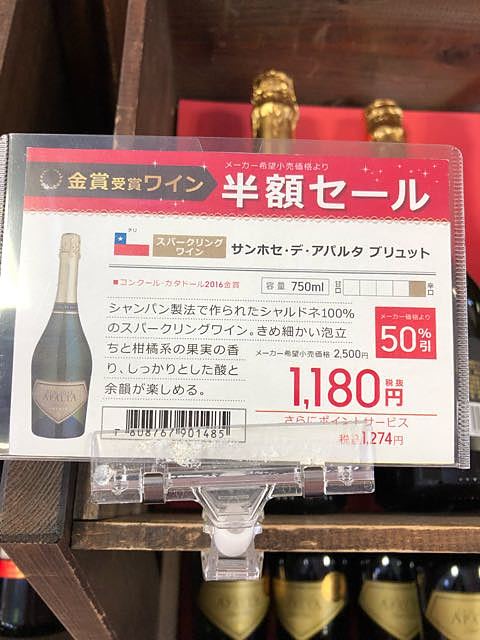 金賞受賞ワイン
メーカー希望小売価格より
半額セール
チリ
スパークリング
ワイン
サンホセ・デ・アパルタ ブリュット
■コンクール・カタドール2016金賞
容量 750ml 甘口 辛口
シャンパン製法で作られたシャルドネ100%
のスパークリングワイン。きめ細かい泡立
ちと柑橘系の果実の香
り、しっかりとした酸と
余韻が楽しめる。
メーカー価格より
50%引
メーカー希望小売価格 2,500円
1,180円 税抜
さらにポイントサービス
税込1,274円
7 808767 901485
APALTA